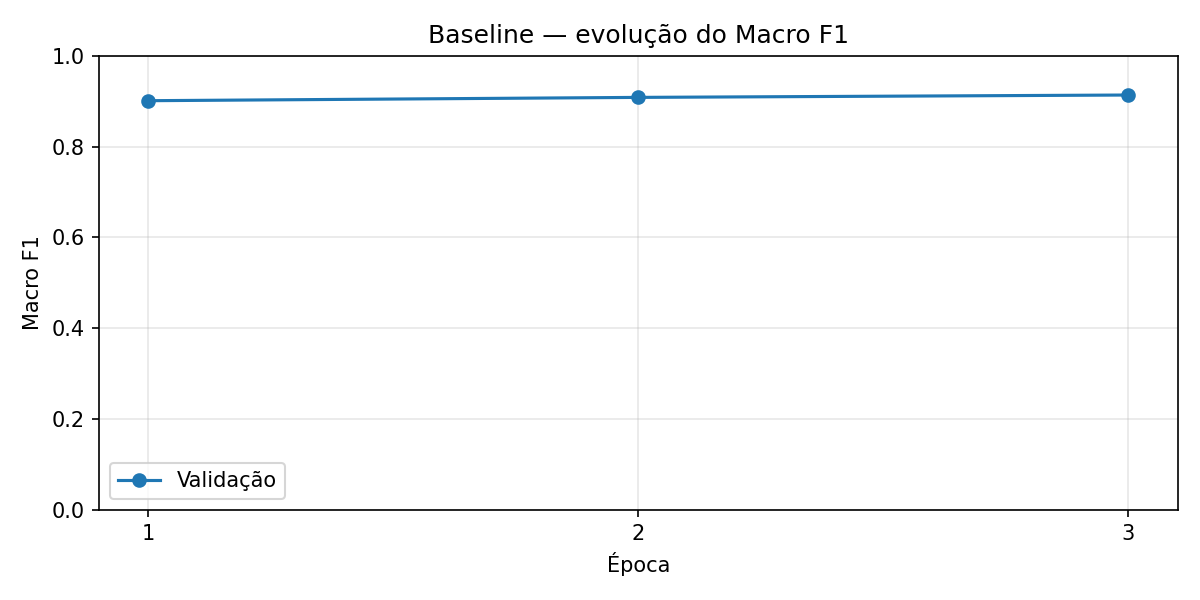 Baseline — evolução do Macro F1
1.0
0.8
0.6
0.4
0.2
0.0
Macro F1
Validação
1
2
3
Época